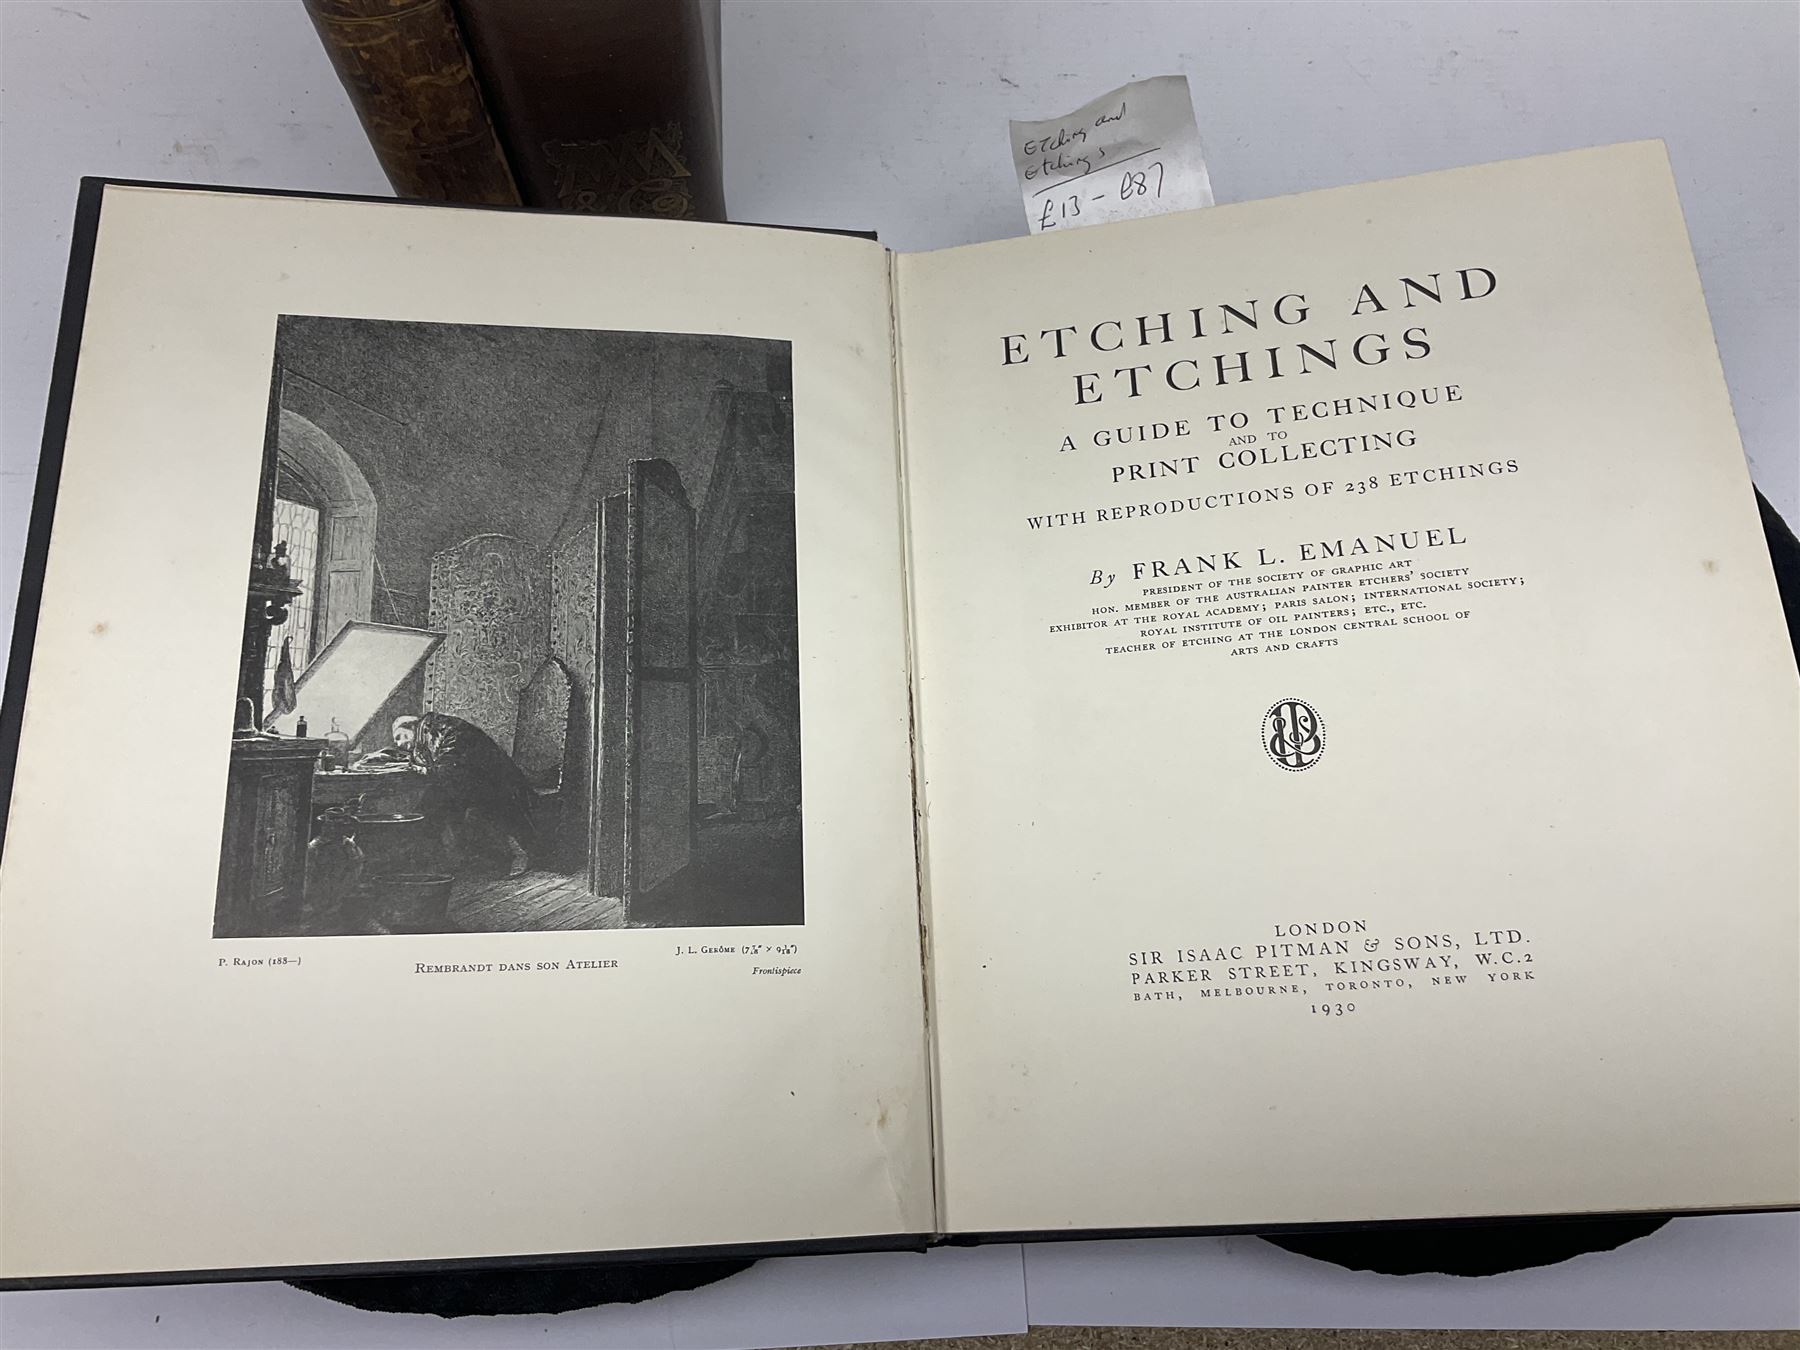 Etching and
Etchings
£13 - £87
ETCHING AND
ETCHINGS
A GUIDE TO TECHNIQUE
AND TO
PRINT COLLECTING
WITH REPRODUCTIONS OF 238 ETCHINGS
By FRANK L. EMANUEL
PRESIDENT OF THE SOCIETY OF GRAPHIC ART
HON. MEMBER OF THE AUSTRALIAN PAINTER ETCHERS' SOCIETY
EXHIBITOR AT THE ROYAL ACADEMY; PARIS SALON; INTERNATIONAL SOCIETY;
ROYAL INSTITUTE OF OIL PAINTERS; ETC., ETC.
TEACHER OF ETCHING AT THE LONDON CENTRAL SCHOOL OF
ARTS AND CRAFTS
LONDON
SIR ISAAC PITMAN & SONS, LTD.
PARKER STREET, KINGSWAY, W.C.2
BATH, MELBOURNE, TORONTO, NEW YORK
1930
P. RAJON (188—)
REMBRANDT DANS SON ATELIER
J. L. GERÔME
Frontispiece